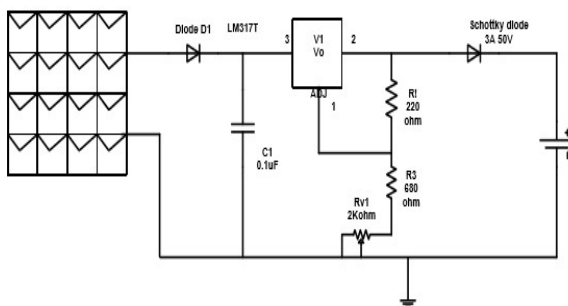 Diode D1
LM317T
Schottky diode
3A 50V
3
V1
Vo
2
ADJ
1
R!
220
ohm
C1
0.1uF
R3
680
ohm
Rv1
2Kohm